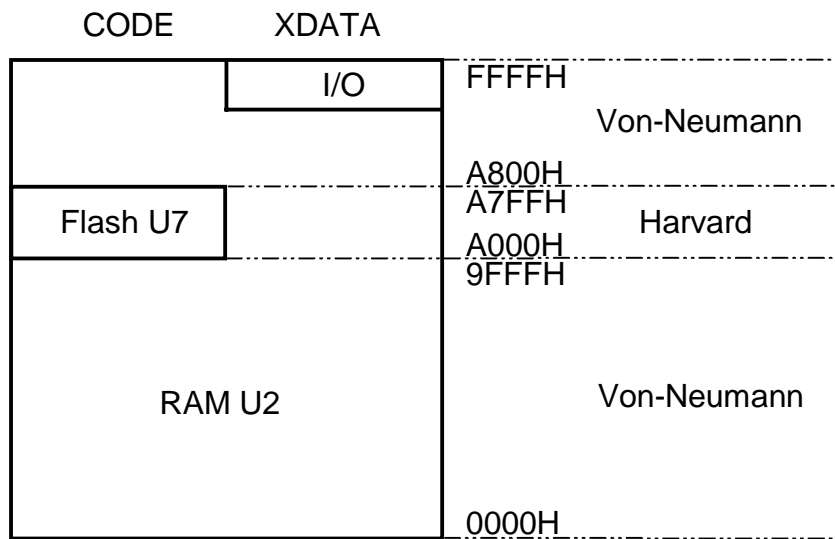 CODE XDATA
I/O FFFFH
Von-Neumann
A800H
Flash U7 A7FFH Harvard
A000H
9FFFH
RAM U2 Von-Neumann
0000H